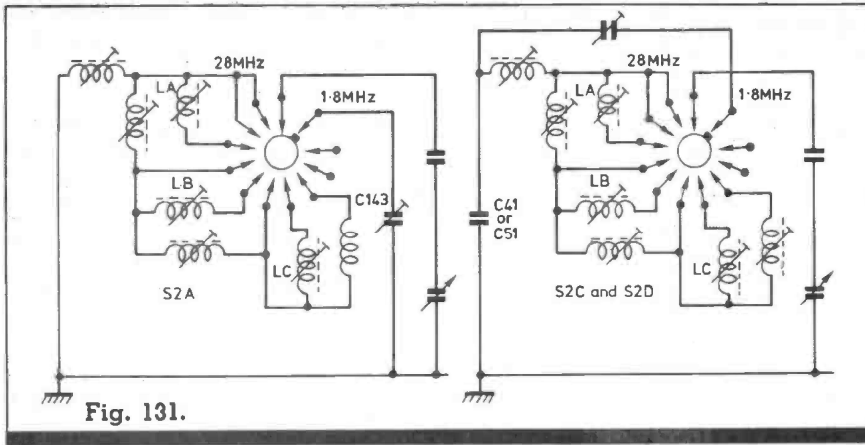 28MHz
LA
1·8MHz
LB
C143
LC
S2A
Fig. 131.
28MHz
LA
1·8MHz
C41
or
C51
LB
LC
S2C and S2D